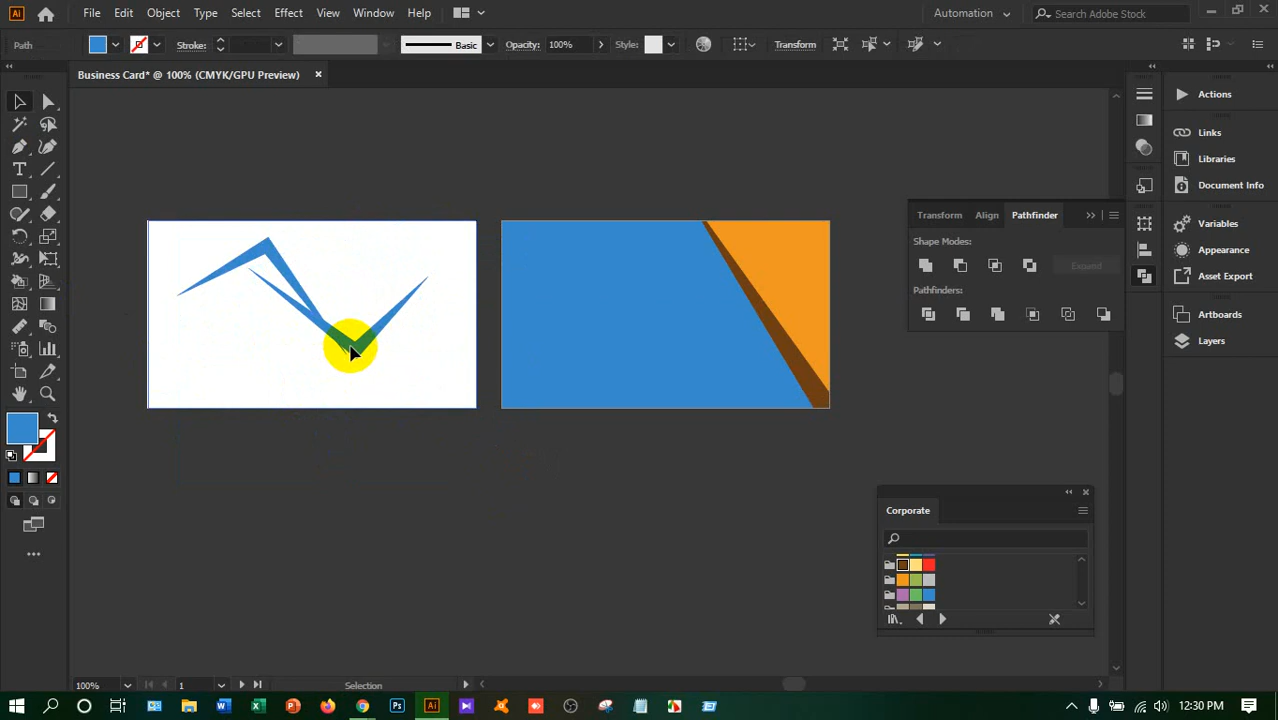 Ai File Edit Object Type Select Effect View Window Help Automation Search Adobe Stock
Path Stroke: Basic Opacity: 100% Style: Transform
Business Card* @ 100% (CMYK/GPU Preview)
Actions
Links
Libraries
Document Info
Variables
Appearance
Asset Export
Artboards
Layers
Transform Align Pathfinder
Shape Modes:
Expand
Pathfinders:
Corporate
100% 1 Selection
12:30 PM